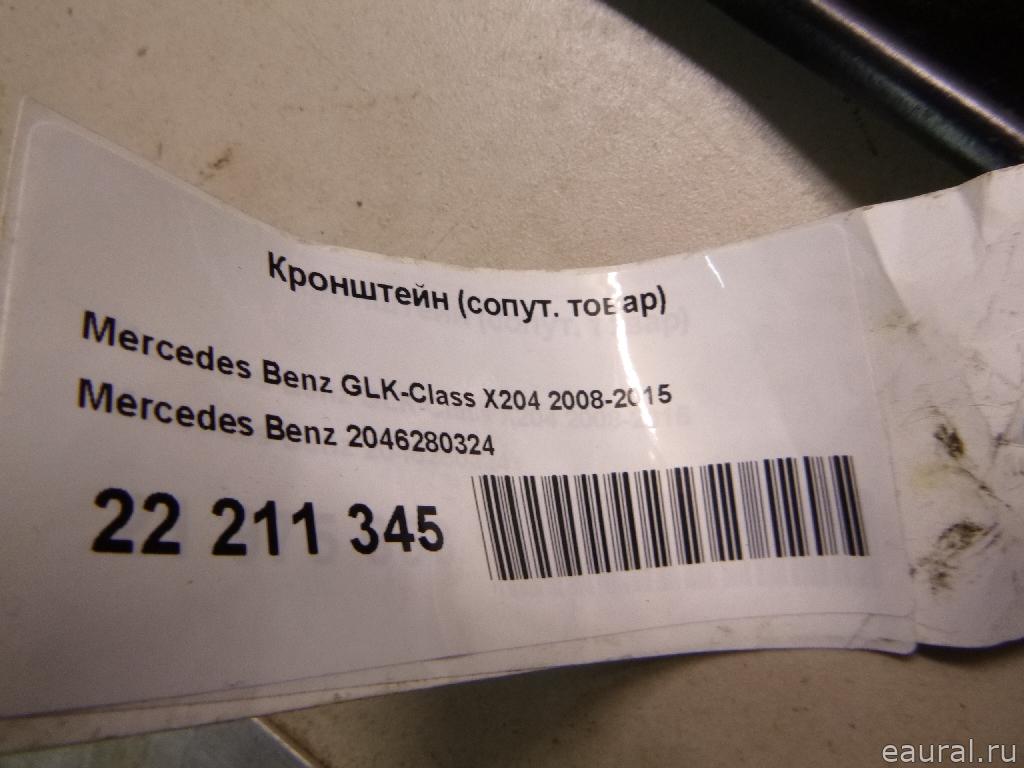 Кронштейн (сопут. товар)
Mercedes Benz GLK-Class X204 2008-2015
Mercedes Benz 2046280324
22 211 345
eaural.ru